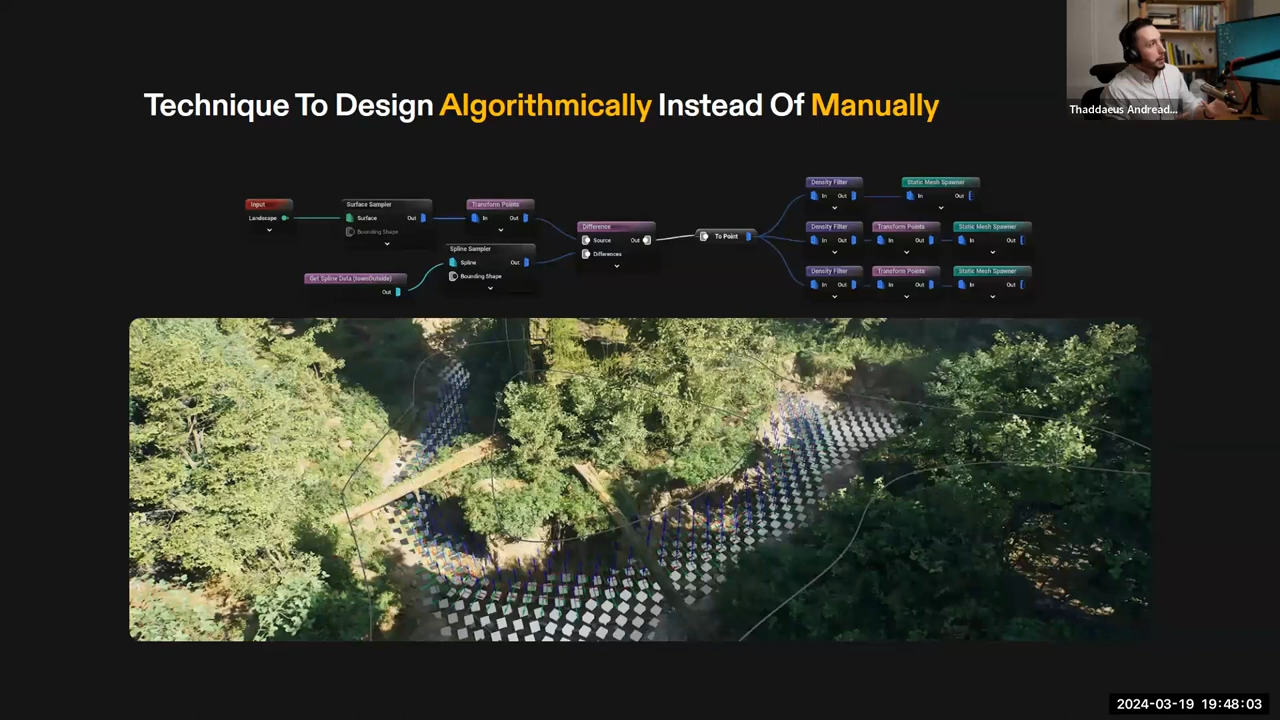 Thaddaeus Andread...
Technique To Design Algorithmically Instead Of Manually
Input
Landscape
Surface Sampler
Surface Out
Bounding Shape
Transform Points
In Out
Get Spline Data (townOutside)
Out
Spline Sampler
Spline Out
Bounding Shape
Difference
Source Out
Differences
To Point
Density Filter
In Out
Static Mesh Spawner
In Out
Density Filter
In Out
Transform Points
In Out
Static Mesh Spawner
In Out
Density Filter
In Out
Transform Points
In Out
Static Mesh Spawner
In Out
2024-03-19 19:48:03